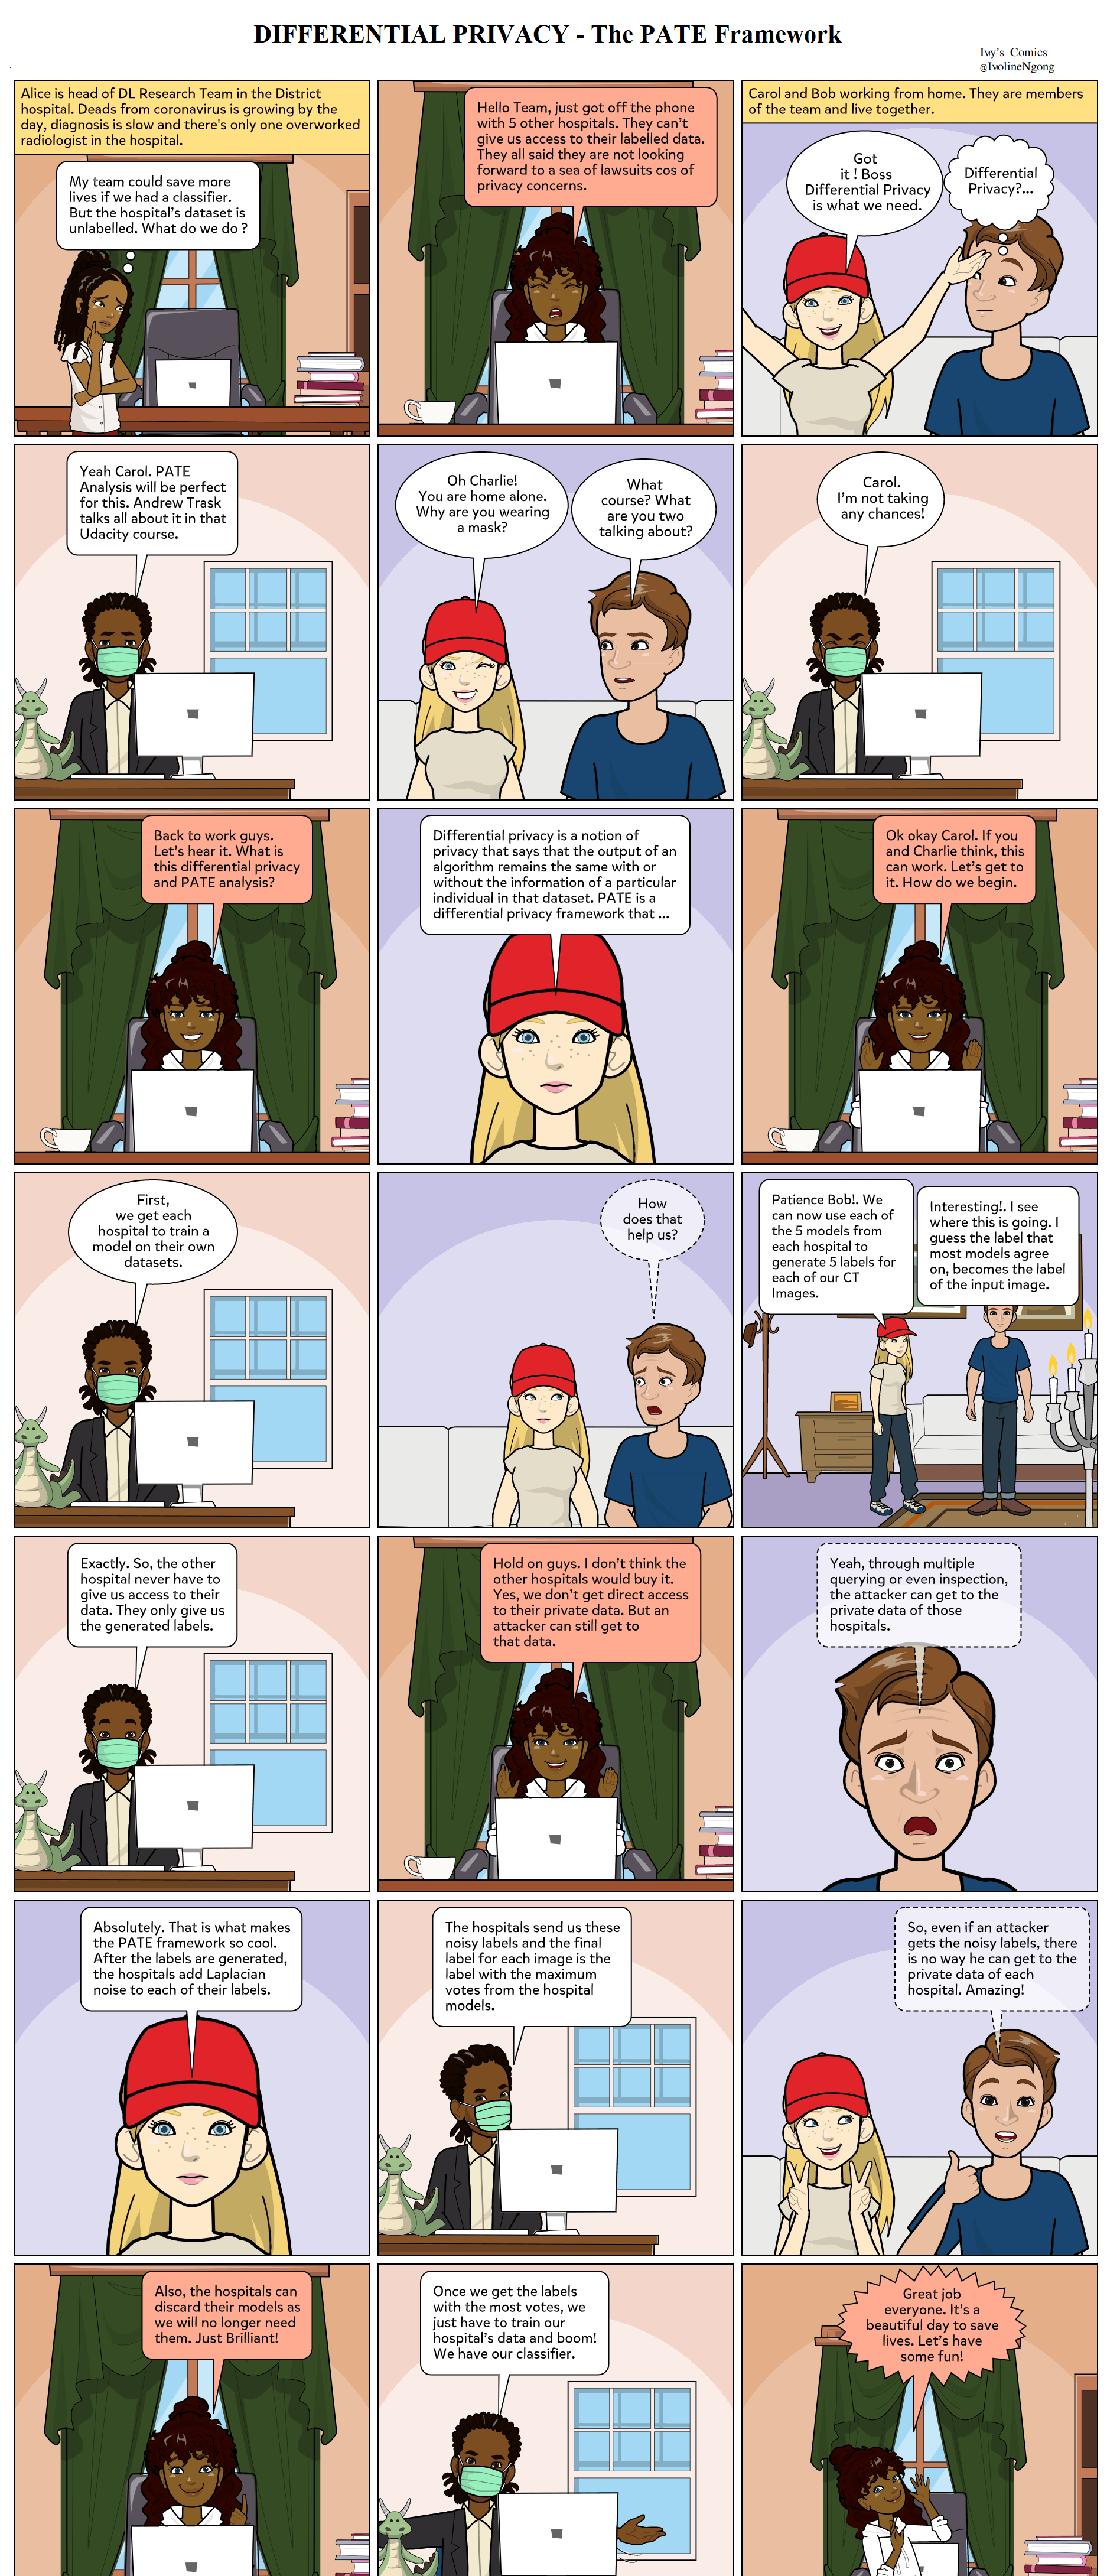 DIFFERENTIAL PRIVACY - The PATE Framework
Ivy's Comics
@IvolineNgong
Alice is head of DL Research Team in the District
hospital. Deads from coronavirus is growing by the
day, diagnosis is slow and there's only one overworked
radiologist in the hospital.
My team could save more
lives if we had a classifier.
But the hospital's dataset is
unlabelled. What do we do ?
Hello Team, just got off the phone
with 5 other hospitals. They can't
give us access to their labelled data.
They all said they are not looking
forward to a sea of lawsuits cos of
privacy concerns.
Carol and Bob working from home. They are members
of the team and live together.
Got
it ! Boss
Differential Privacy
is what we need.
Differential
Privacy?...
Yeah Carol. PATE
Analysis will be perfect
for this. Andrew Trask
talks all about it in that
Udacity course.
Oh Charlie!
You are home alone.
Why are you wearing
a mask?
What
course? What
are you two
talking about?
Carol.
I'm not taking
any chances!
Back to work guys.
Let's hear it. What is
this differential privacy
and PATE analysis?
Differential privacy is a notion of
privacy that says that the output of an
algorithm remains the same with or
without the information of a particular
individual in that dataset. PATE is a
differential privacy framework that ...
Ok okay Carol. If you
and Charlie think, this
can work. Let's get to
it. How do we begin.
First,
we get each
hospital to train a
model on their own
datasets.
How
does that
help us?
Patience Bob!. We
can now use each of
the 5 models from
each hospital to
generate 5 labels for
each of our CT
Images.
Interesting!. I see
where this is going. I
guess the label that
most models agree
on, becomes the label
of the input image.
Exactly. So, the other
hospital never have to
give us access to their
data. They only give us
the generated labels.
Hold on guys. I don't think the
other hospitals would buy it.
Yes, we don't get direct access
to their private data. But an
attacker can still get to
that data.
Yeah, through multiple
querying or even inspection,
the attacker can get to the
private data of those
hospitals.
Absolutely. That is what makes
the PATE framework so cool.
After the labels are generated,
the hospitals add Laplacian
noise to each of their labels.
The hospitals send us these
noisy labels and the final
label for each image is the
label with the maximum
votes from the hospital
models.
So, even if an attacker
gets the noisy labels, there
is no way he can get to the
private data of each
hospital. Amazing!
Also, the hospitals can
discard their models as
we will no longer need
them. Just Brilliant!
Once we get the labels
with the most votes, we
just have to train our
hospital's data and boom!
We have our classifier.
Great job
everyone. It's a
beautiful day to save
lives. Let's have
some fun!